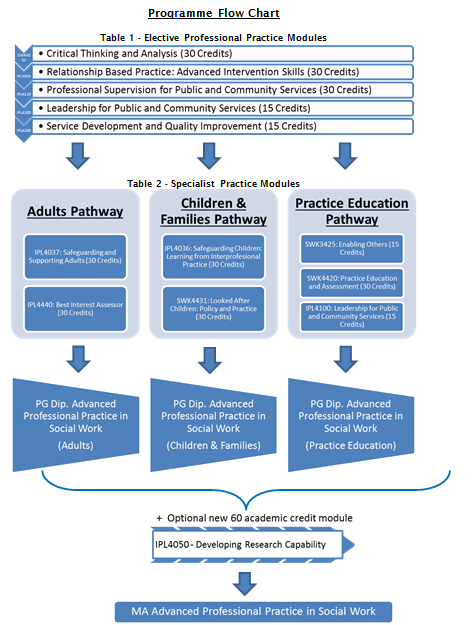 Programme Flow Chart
Table 1 - Elective Professional Practice Modules
• Critical Thinking and Analysis (30 Credits)
• Relationship Based Practice: Advanced Intervention Skills (30 Credits)
• Professional Supervision for Public and Community Services (30 Credits)
IPL4100
• Leadership for Public and Community Services (15 Credits)
IPL4200
• Service Development and Quality Improvement (15 Credits)
Table 2 - Specialist Practice Modules
Adults Pathway
IPL4037: Safeguarding and
Supporting Adults (30 Credits)
IPL4440: Best Interest Assessor
(30 Credits)
Children &
Families Pathway
IPL4036: Safeguarding Children:
Learning from Interprofesional
Practice (30 Credits)
SWK4431: Looked After
Children: Policy and Practice
(30 Credits)
Practice Education
Pathway
SWK3425: Enabling Others (15
Credits)
SWK4420: Practice Education
and Assessment (30 Credits)
IPL4100: Leadership for Public
and Community Services (15
Credits)
PG Dip. Advanced
Professional Practice in
Social Work
(Adults)
PG Dip. Advanced
Professional Practice in
Social Work
(Children & Families)
PG Dip. Advanced
Professional Practice in
Social Work
(Practice Education)
+ Optional new 60 academic credit module
IPL4050 - Developing Research Capability
MA Advanced Professional Practice in Social Work